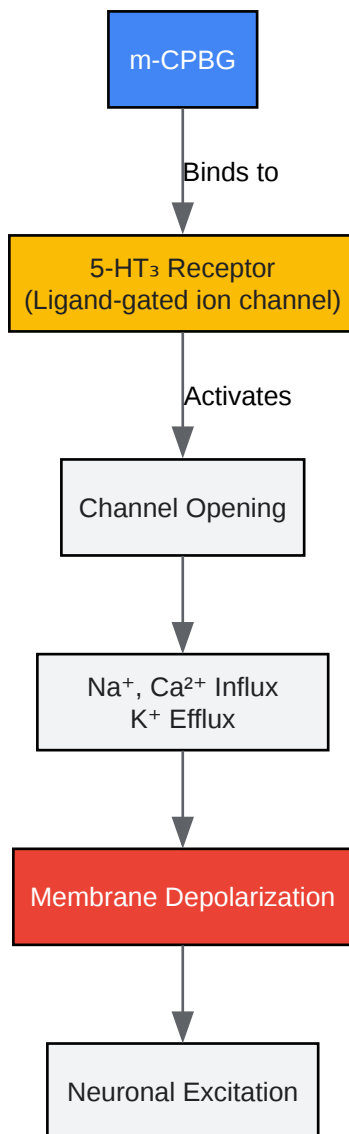 m-CPBG
Binds to
5-HT₃ Receptor
(Ligand-gated ion channel)
Activates
Channel Opening
Na⁺, Ca²⁺ Influx
K⁺ Efflux
Membrane Depolarization
Neuronal Excitation